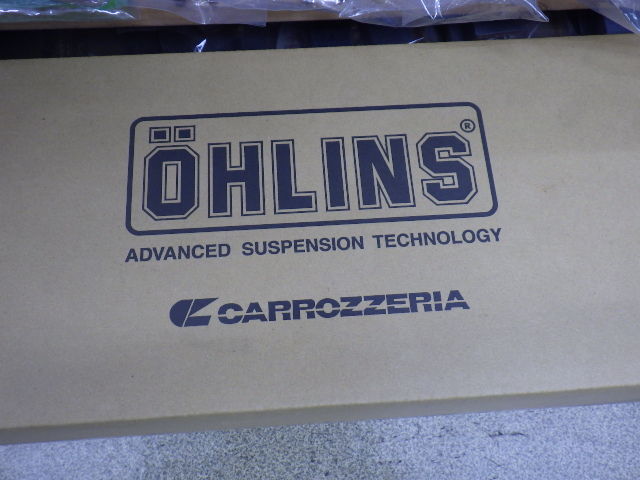 ÖHLINS®
ADVANCED SUSPENSION TECHNOLOGY
CARROZZERIA